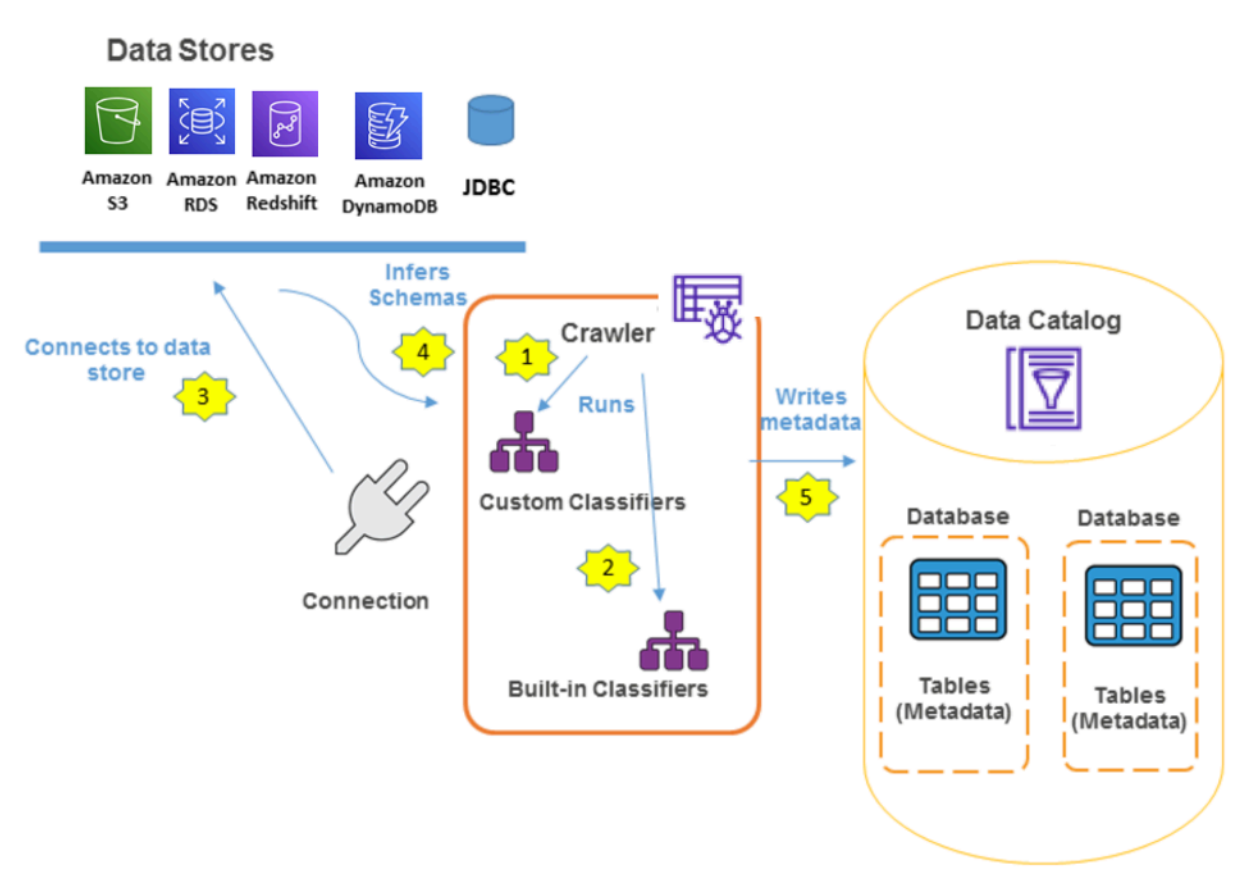 Data Stores
Amazon
S3
Amazon
RDS
Amazon
Redshift
Amazon
DynamoDB
JDBC
Infers
Schemas
4
Connects to data
store
3
Connection
Crawler
1
Runs
Custom Classifiers
2
Built-in Classifiers
Writes
metadata
5
Data Catalog
Database
Tables
(Metadata)
Database
Tables
(Metadata)